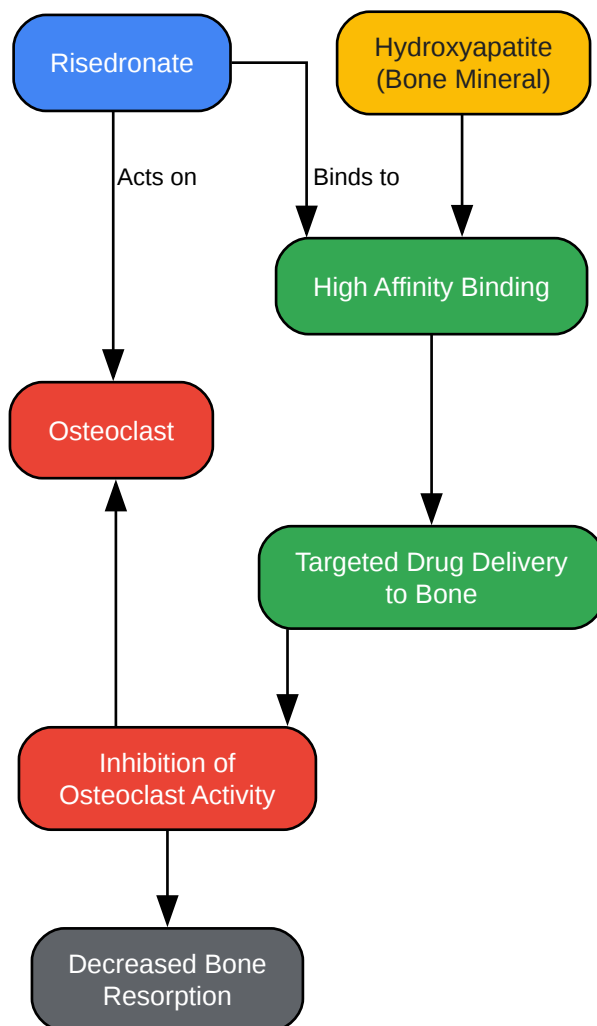 Risedronate
Hydroxyapatite
(Bone Mineral)
Acts on
Binds to
High Affinity Binding
Osteoclast
Targeted Drug Delivery
to Bone
Inhibition of
Osteoclast Activity
Decreased Bone
Resorption